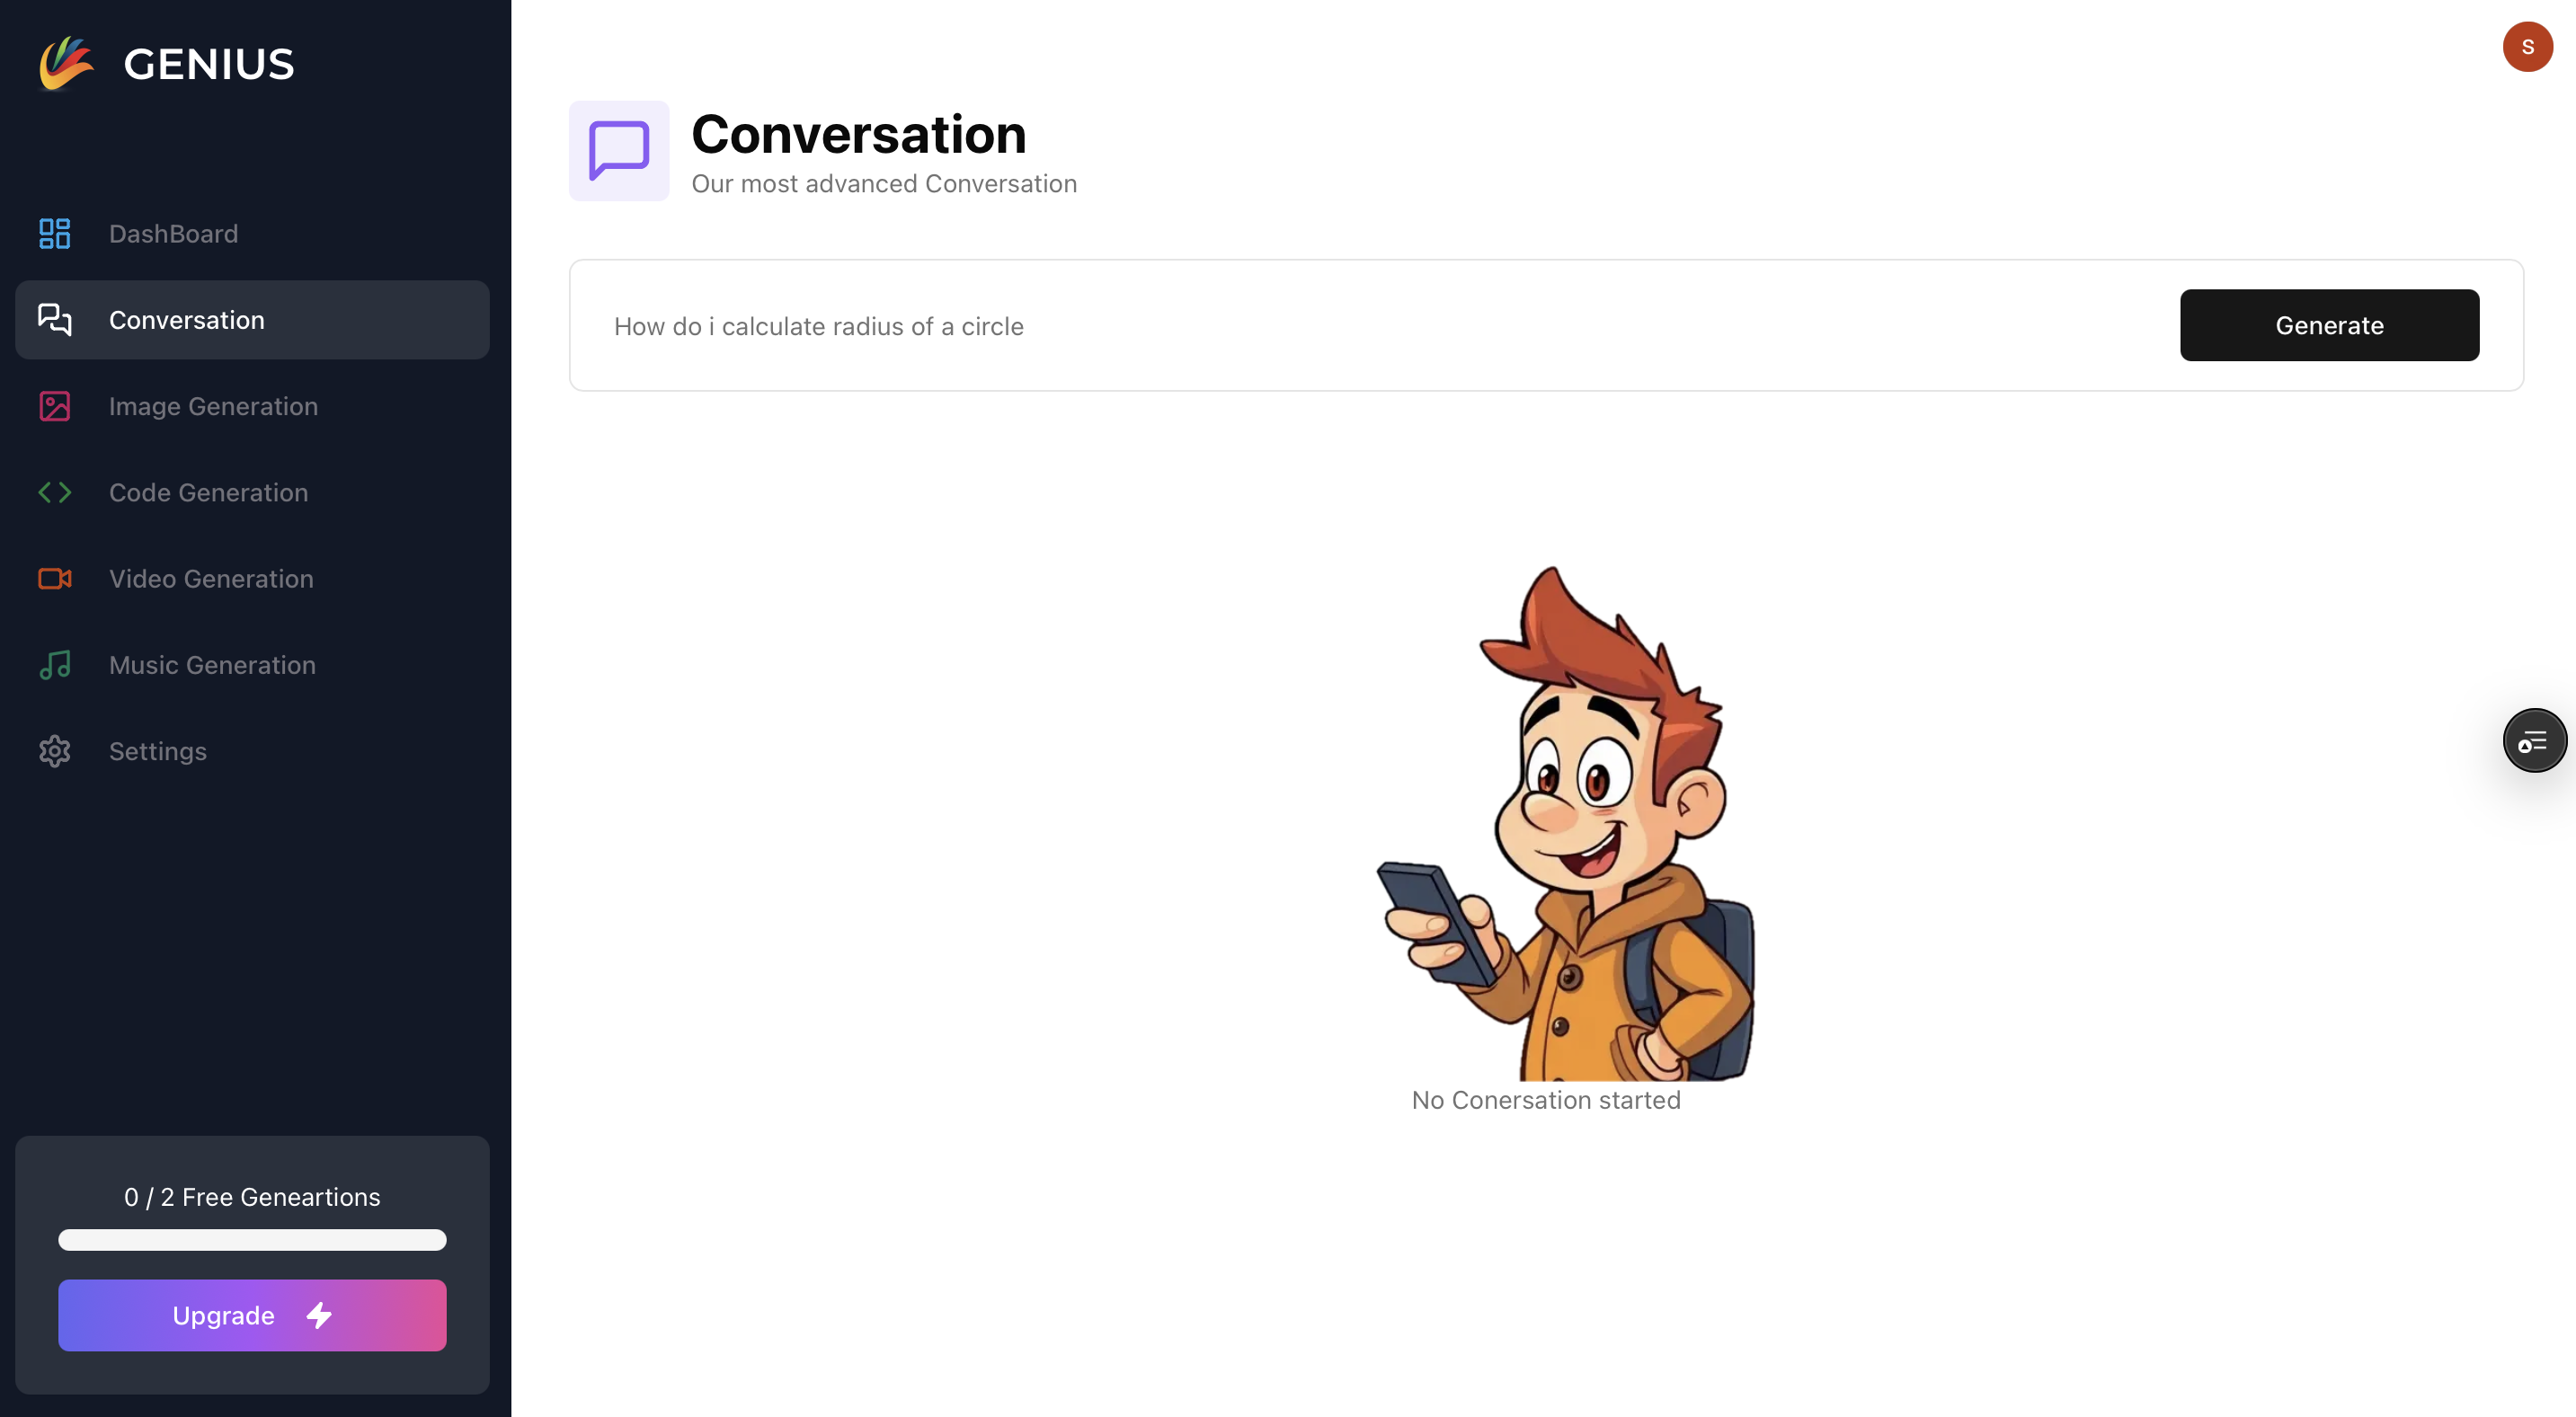 GENIUS
DashBoard
Conversation
Image Generation
Code Generation
Video Generation
Music Generation
Settings
0 / 2 Free Geneartions
Upgrade
S
Conversation
Our most advanced Conversation
How do i calculate radius of a circle
Generate
No Conersation started